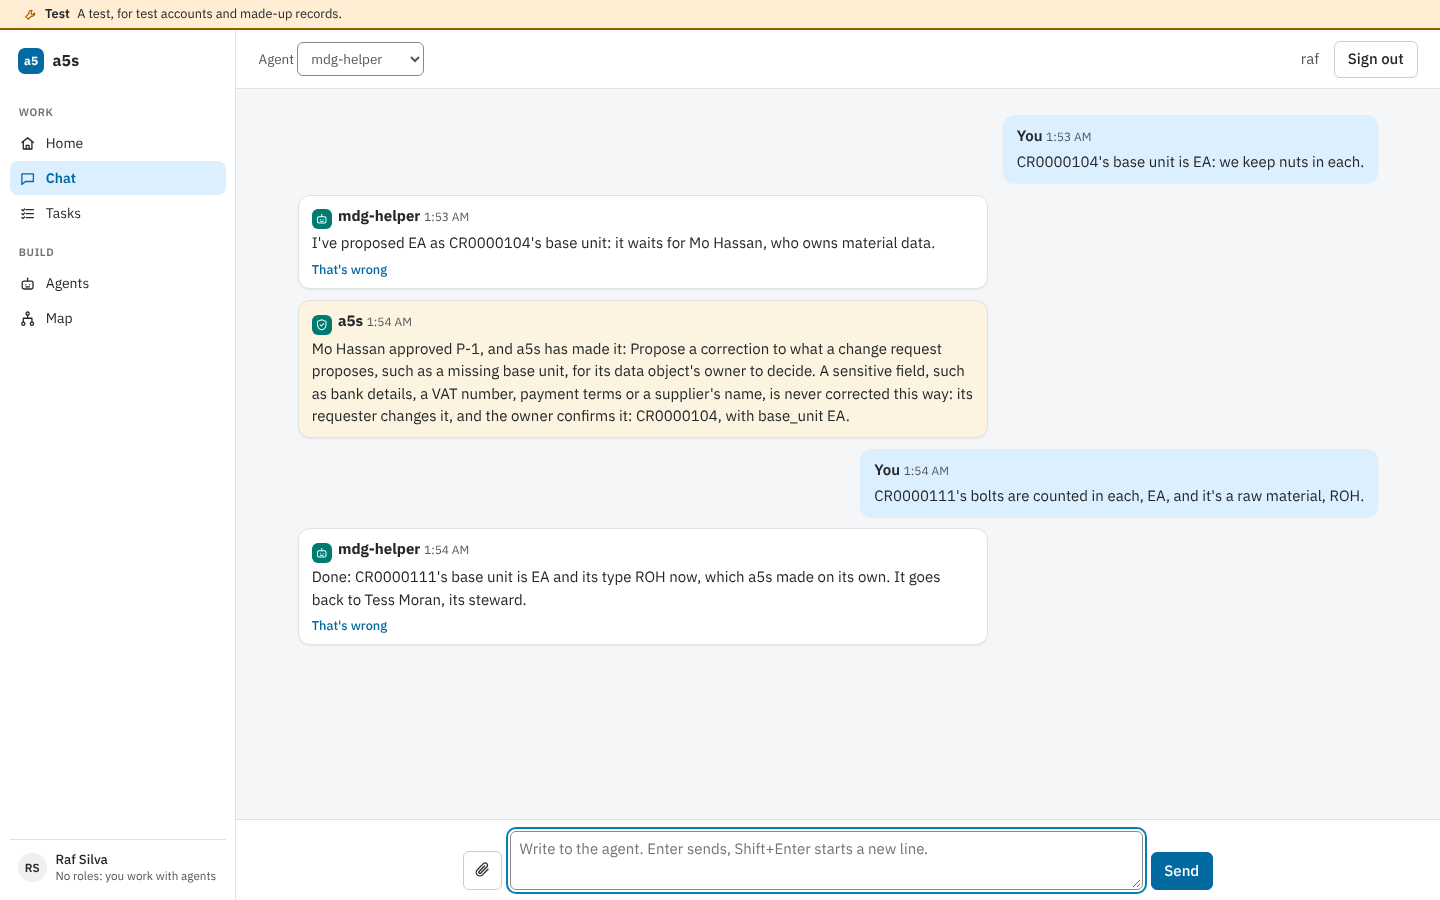 Test A test, for test accounts and made-up records.
a5 a5s
WORK
Home
Chat
Tasks
BUILD
Agents
Map
RS
Raf Silva
No roles: you work with agents
Agent mdg-helper
raf
Sign out
You 1:53 AM
CR0000104's base unit is EA: we keep nuts in each.
mdg-helper 1:53 AM
I've proposed EA as CR0000104's base unit: it waits for Mo Hassan, who owns material data.
That's wrong
a5s 1:54 AM
Mo Hassan approved P-1, and a5s has made it: Propose a correction to what a change request
proposes, such as a missing base unit, for its data object's owner to decide. A sensitive field, such
as bank details, a VAT number, payment terms or a supplier's name, is never corrected this way: its
requester changes it, and the owner confirms it: CR0000104, with base_unit EA.
You 1:54 AM
CR0000111's bolts are counted in each, EA, and it's a raw material, ROH.
mdg-helper 1:54 AM
Done: CR0000111's base unit is EA and its type ROH now, which a5s made on its own. It goes
back to Tess Moran, its steward.
That's wrong
Write to the agent. Enter sends, Shift+Enter starts a new line.
Send